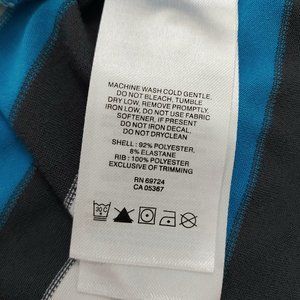 MACHINE WASH COLD GENTLE,
DO NOT BLEACH, TUMBLE
DRY LOW, REMOVE PROMPTLY,
IRON LOW, DO NOT USE FABRIC
SOFTENER, IF PRESENT
DO NOT IRON DECAL,
DO NOT DRYCLEAN
SHELL : 92% POLYESTER,
8% ELASTANE
RIB : 100% POLYESTER
EXCLUSIVE OF TRIMMING
RN 69724
CA 05367
30 C